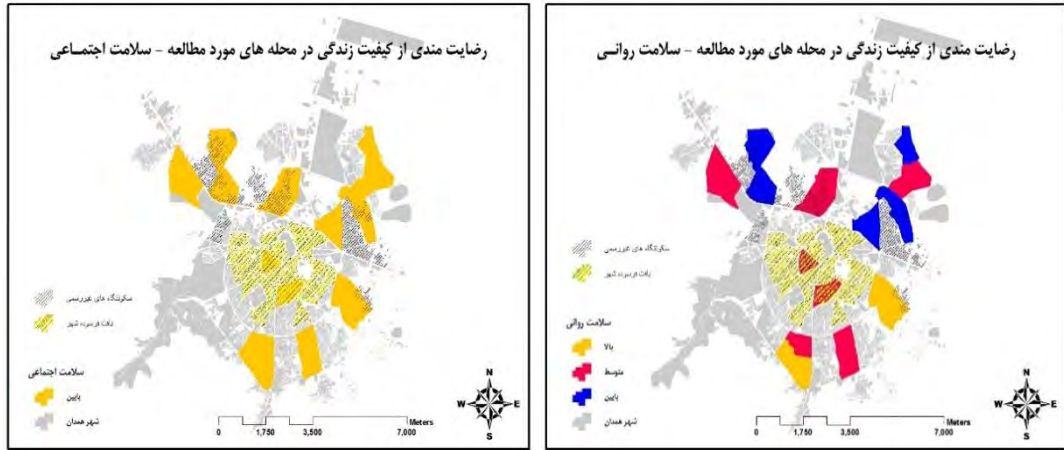 رضایت مندی از کیفیت زندگی در محله های مورد مطالعه - سلامت اجتماعی
سکونتگاه های غیررسمی
بافت فرسوده شهر
سلامت اجتماعی
پایین
شهر همدان
N
W E
S
Meters
0 1,750 3,500 7,000
رضایت مندی از کیفیت زندگی در محله های مورد مطالعه - سلامت روانی
سکونتگاه های غیررسمی
بافت فرسوده شهر
سلامت روانی
بالا
متوسط
پایین
شهر همدان
N
W E
S
Meters
0 1,750 3,500 7,000